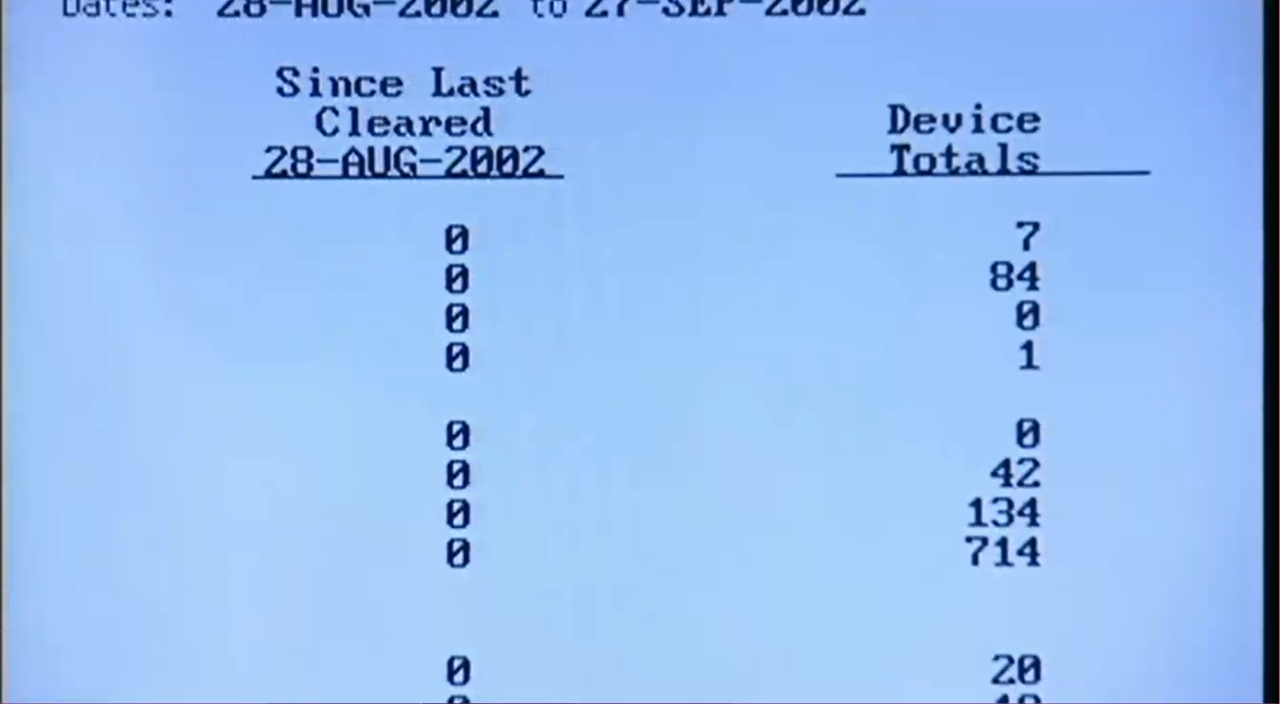 Dates: 28-AUG-2002 to 27-SEP-2002
Since Last
Cleared Device
28-AUG-2002 Totals
0 7
0 84
0 0
0 1
0 0
0 42
0 134
0 714
0 20